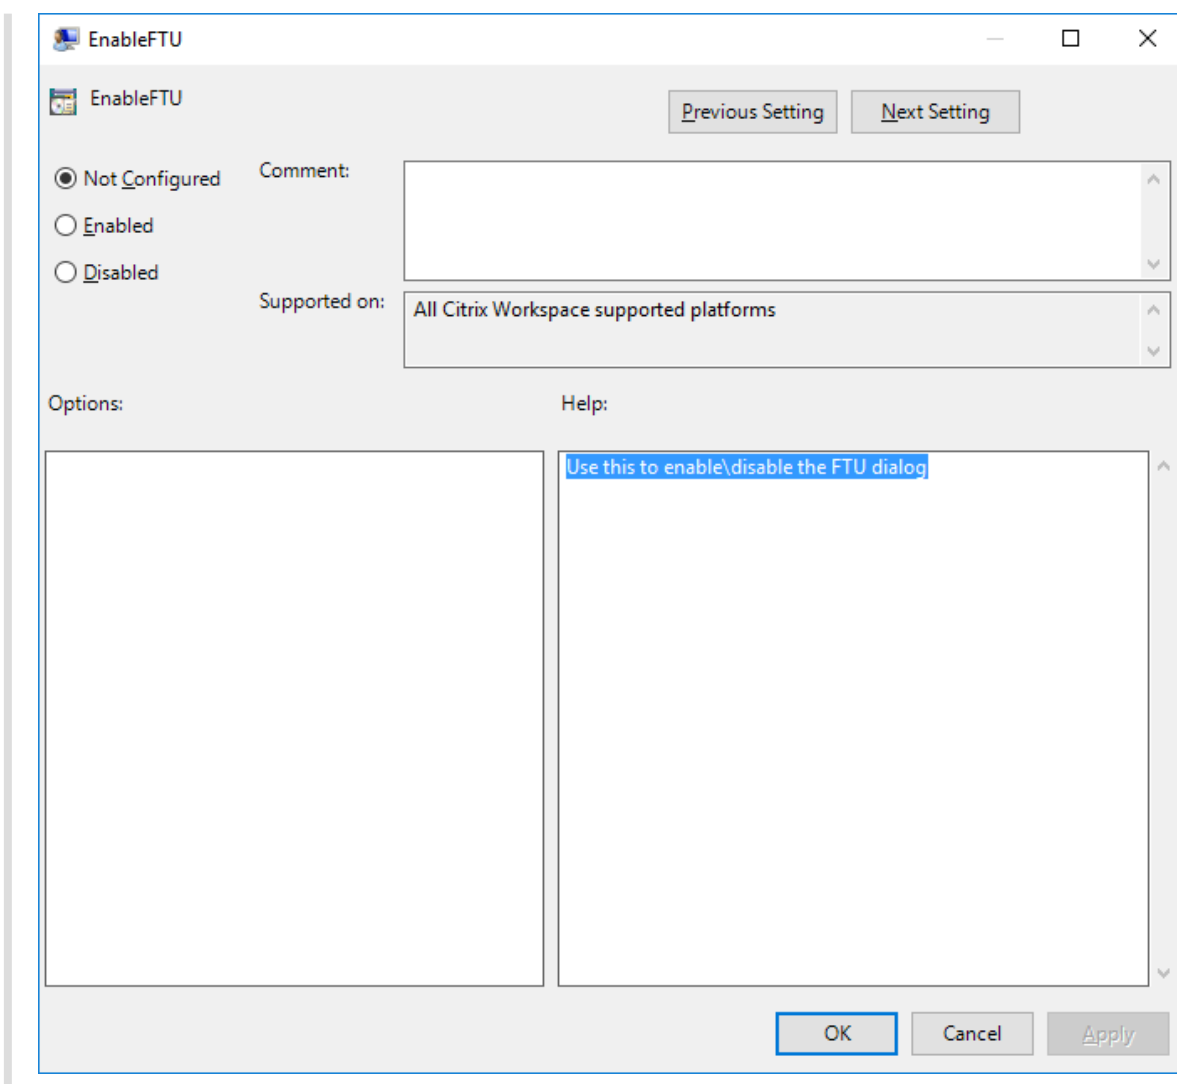 EnableFTU
EnableFTU
Previous Setting
Next Setting
Not Configured
Comment:
Enabled
Disabled
Supported on:
All Citrix Workspace supported platforms
Options:
Help:
Use this to enable\disable the FTU dialog
OK
Cancel
Apply